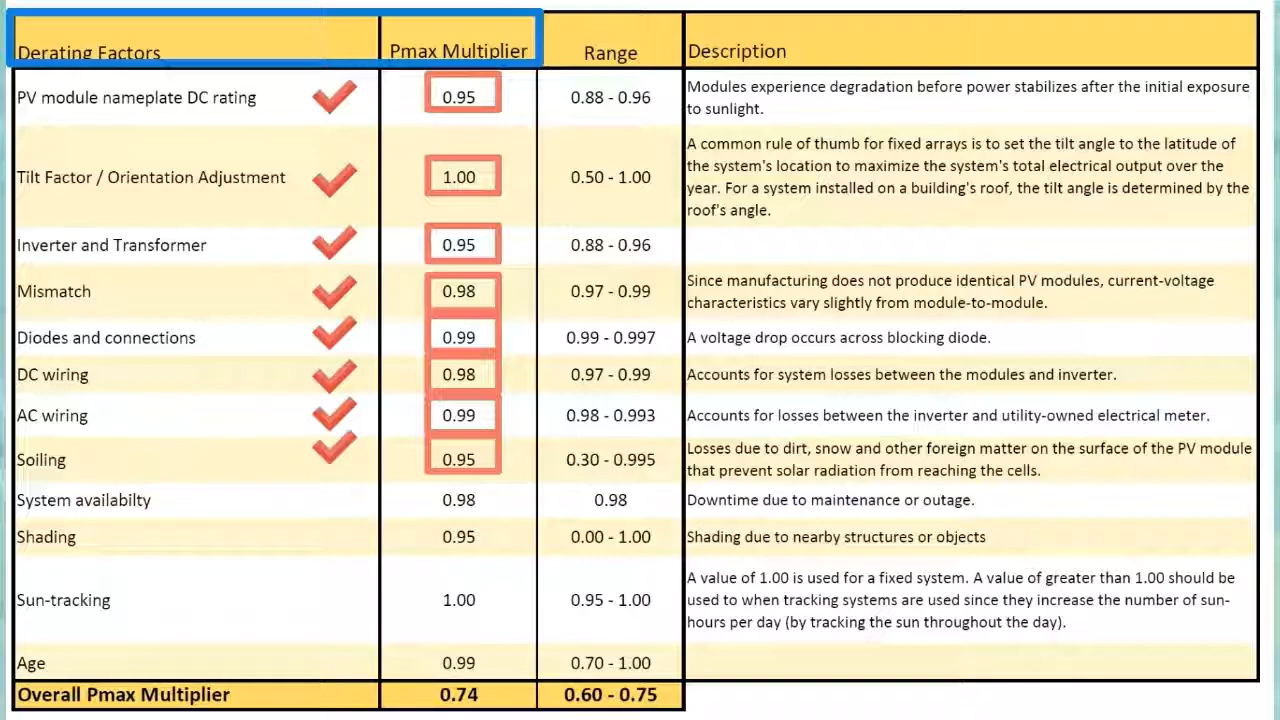 Derating Factors Pmax Multiplier Range Description
PV module nameplate DC rating 0.95 0.88 - 0.96 Modules experience degradation before power stabilizes after the initial exposure
to sunlight.
Tilt Factor / Orientation Adjustment 1.00 0.50 - 1.00 A common rule of thumb for fixed arrays is to set the tilt angle to the latitude of
the system's location to maximize the system's total electrical output over the
year. For a system installed on a building's roof, the tilt angle is determined by the
roof's angle.
Inverter and Transformer 0.95 0.88 - 0.96
Mismatch 0.98 0.97 - 0.99 Since manufacturing does not produce identical PV modules, current-voltage
characteristics vary slightly from module-to-module.
Diodes and connections 0.99 0.99 - 0.997 A voltage drop occurs across blocking diode.
DC wiring 0.98 0.97 - 0.99 Accounts for system losses between the modules and inverter.
AC wiring 0.99 0.98 - 0.993 Accounts for losses between the inverter and utility-owned electrical meter.
Soiling 0.95 0.30 - 0.995 Losses due to dirt, snow and other foreign matter on the surface of the PV module
that prevent solar radiation from reaching the cells.
System availabilty 0.98 0.98 Downtime due to maintenance or outage.
Shading 0.95 0.00 - 1.00 Shading due to nearby structures or objects
Sun-tracking 1.00 0.95 - 1.00 A value of 1.00 is used for a fixed system. A value of greater than 1.00 should be
used to when tracking systems are used since they increase the number of sun-
hours per day (by tracking the sun throughout the day).
Age 0.99 0.70 - 1.00
Overall Pmax Multiplier 0.74 0.60 - 0.75